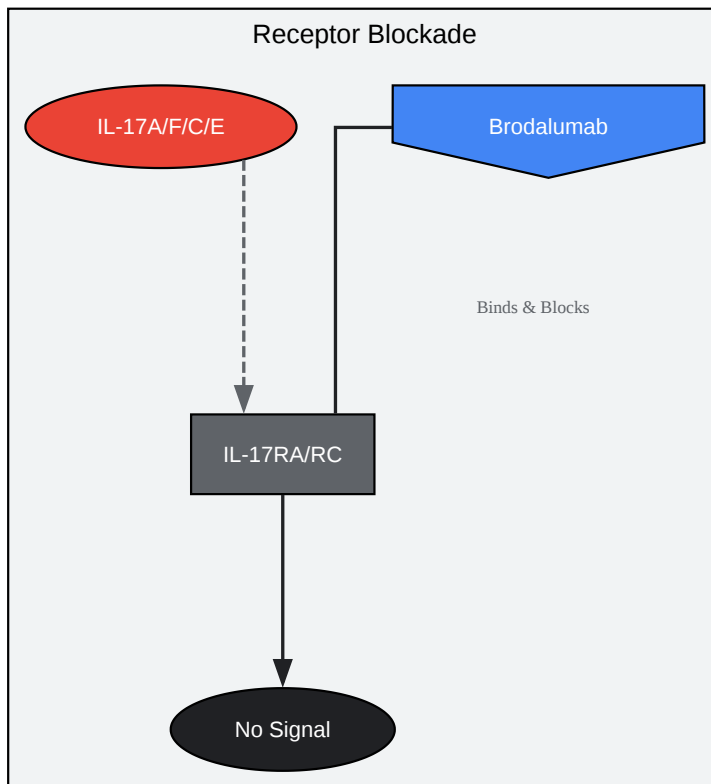 Receptor Blockade
IL-17A/F/C/E
Brodalumab
Binds & Blocks
IL-17RA/RC
No Signal